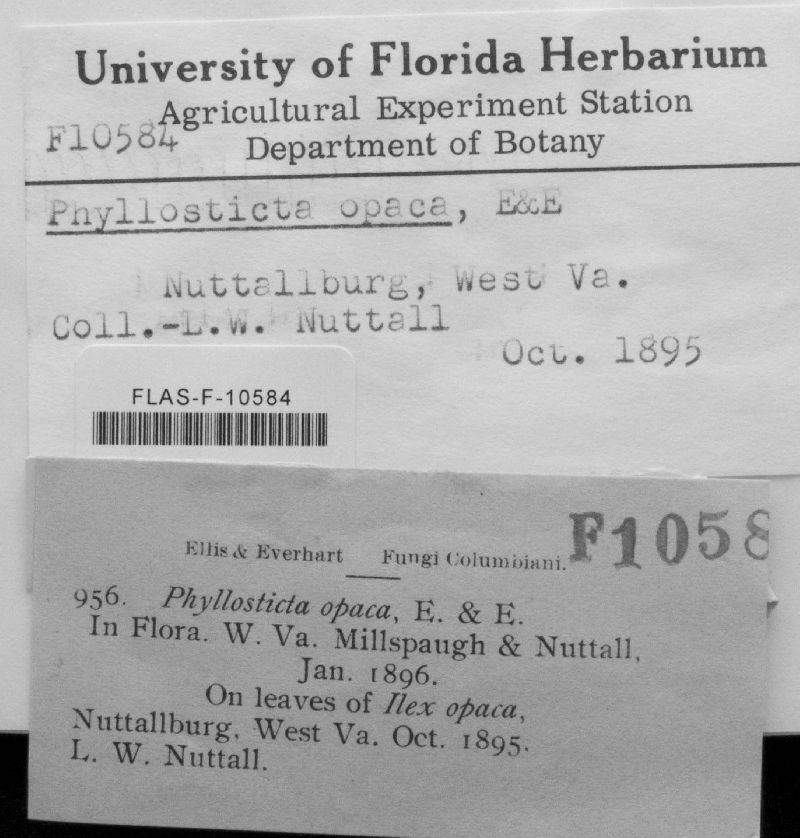 University of Florida Herbarium
Agricultural Experiment Station
F10584
Department of Botany
Phyllosticta opaca, E&E
Nuttallburg, West Va.
Coll.-L.W. Nuttall
Oct. 1895
FLAS-F-10584
F1058
Ellis & Everhart Fungi Columbiani.
956. Phyllosticta opaca, E. & E.
In Flora. W. Va. Millspaugh & Nuttall,
Jan. 1896.
On leaves of Ilex opaca,
Nuttallburg, West Va. Oct. 1895.
L. W. Nuttall.